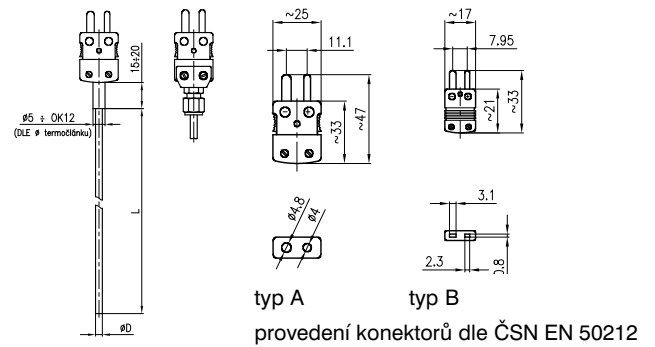 ~25
11.1
~17
7.95
15÷20
Ø5 ÷ OK12
(DLE Ø termočlánku)
~33
~47
~21
~33
L
Ø4.8
Ø4
3.1
2.3
0.8
ØD
typ A
typ B
provedení konektorů dle ČSN EN 50212